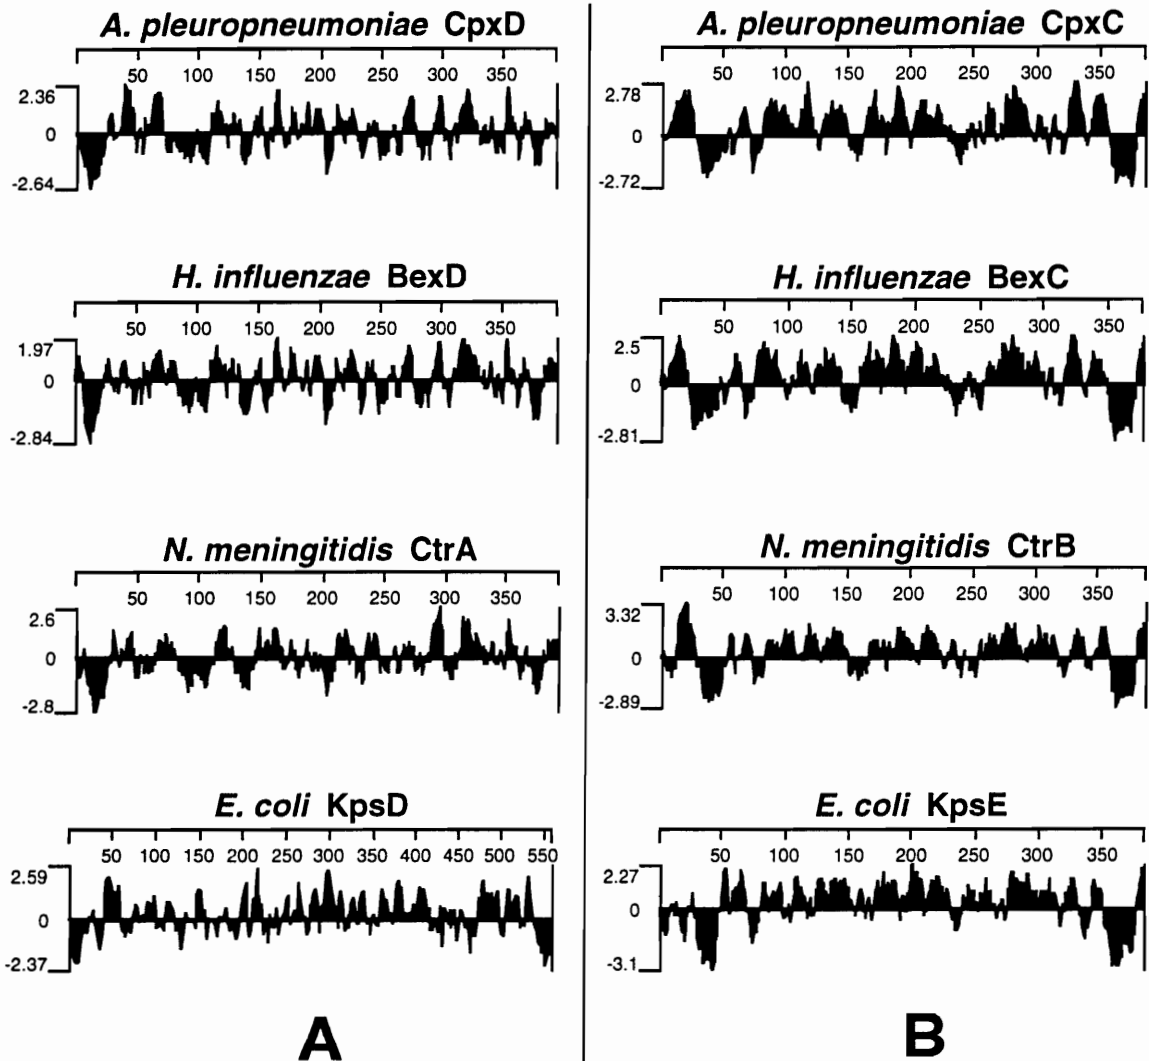 A. pleuropneumoniae CpxD
50 100 150 200 250 300 350
2.36
0
-2.64
H. influenzae BexD
50 100 150 200 250 300 350
1.97
0
-2.84
N. meningitidis CtrA
50 100 150 200 250 300 350
2.6
0
-2.8
E. coli KpsD
50 100 150 200 250 300 350 400 450 500 550
2.59
0
-2.37
A
A. pleuropneumoniae CpxC
50 100 150 200 250 300 350
2.78
0
-2.72
H. influenzae BexC
50 100 150 200 250 300 350
2.5
0
-2.81
N. meningitidis CtrB
50 100 150 200 250 300 350
3.32
0
-2.89
E. coli KpsE
50 100 150 200 250 300 350
2.27
0
-3.1
B